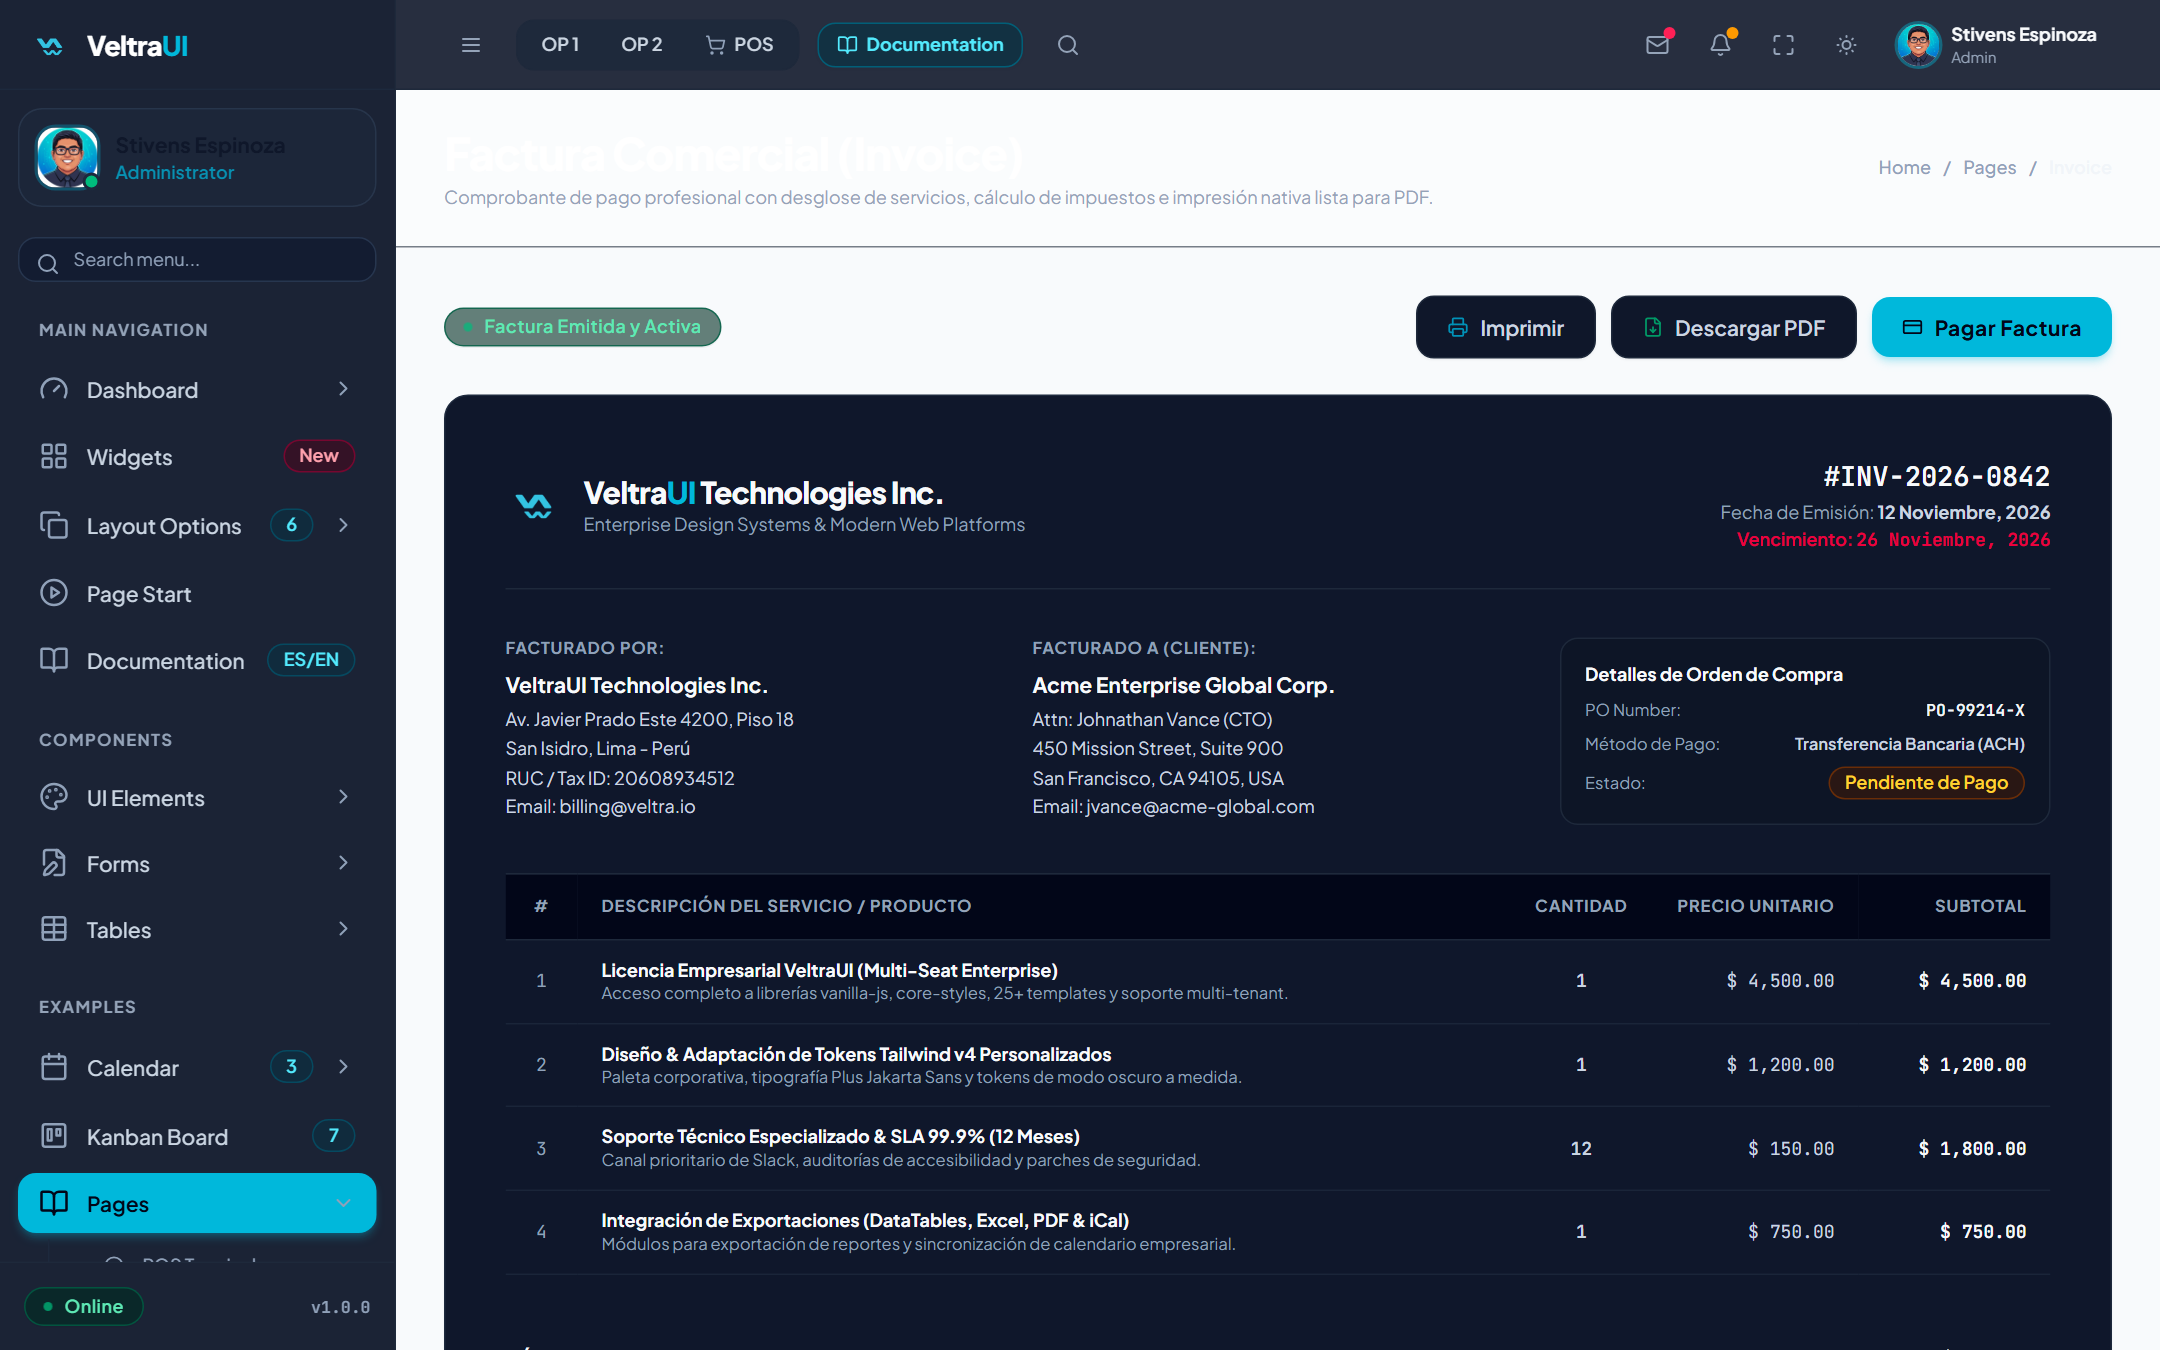 VeltraUI
OP 1
OP 2
POS
Documentation
Stivens Espinoza
Admin
Stivens Espinoza
Administrator
Search menu...
MAIN NAVIGATION
Dashboard
Widgets
New
Layout Options
6
Page Start
Documentation
ES/EN
COMPONENTS
UI Elements
Forms
Tables
EXAMPLES
Calendar
3
Kanban Board
7
Pages
POS Terminal
Online
v1.0.0
Factura Comercial (Invoice)
Comprobante de pago profesional con desglose de servicios, cálculo de impuestos e impresión nativa lista para PDF.
Home / Pages / Invoice
Factura Emitida y Activa
Imprimir
Descargar PDF
Pagar Factura
VeltraUI Technologies Inc.
Enterprise Design Systems & Modern Web Platforms
#INV-2026-0842
Fecha de Emisión: 12 Noviembre, 2026
Vencimiento: 26 Noviembre, 2026
FACTURADO POR:
VeltraUI Technologies Inc.
Av. Javier Prado Este 4200, Piso 18
San Isidro, Lima - Perú
RUC / Tax ID: 20608934512
Email: billing@veltra.io
FACTURADO A (CLIENTE):
Acme Enterprise Global Corp.
Attn: Johnathan Vance (CTO)
450 Mission Street, Suite 900
San Francisco, CA 94105, USA
Email: jvance@acme-global.com
Detalles de Orden de Compra
PO Number: PO-99214-X
Método de Pago: Transferencia Bancaria (ACH)
Estado: Pendiente de Pago
# DESCRIPCIÓN DEL SERVICIO / PRODUCTO CANTIDAD PRECIO UNITARIO SUBTOTAL
1 Licencia Empresarial VeltraUI (Multi-Seat Enterprise) 1 $ 4,500.00 $ 4,500.00
Acceso completo a librerías vanilla-js, core-styles, 25+ templates y soporte multi-tenant.
2 Diseño & Adaptación de Tokens Tailwind v4 Personalizados 1 $ 1,200.00 $ 1,200.00
Paleta corporativa, tipografía Plus Jakarta Sans y tokens de modo oscuro a medida.
3 Soporte Técnico Especializado & SLA 99.9% (12 Meses) 12 $ 150.00 $ 1,800.00
Canal prioritario de Slack, auditorías de accesibilidad y parches de seguridad.
4 Integración de Exportaciones (DataTables, Excel, PDF & iCal) 1 $ 750.00 $ 750.00
Módulos para exportación de reportes y sincronización de calendario empresarial.